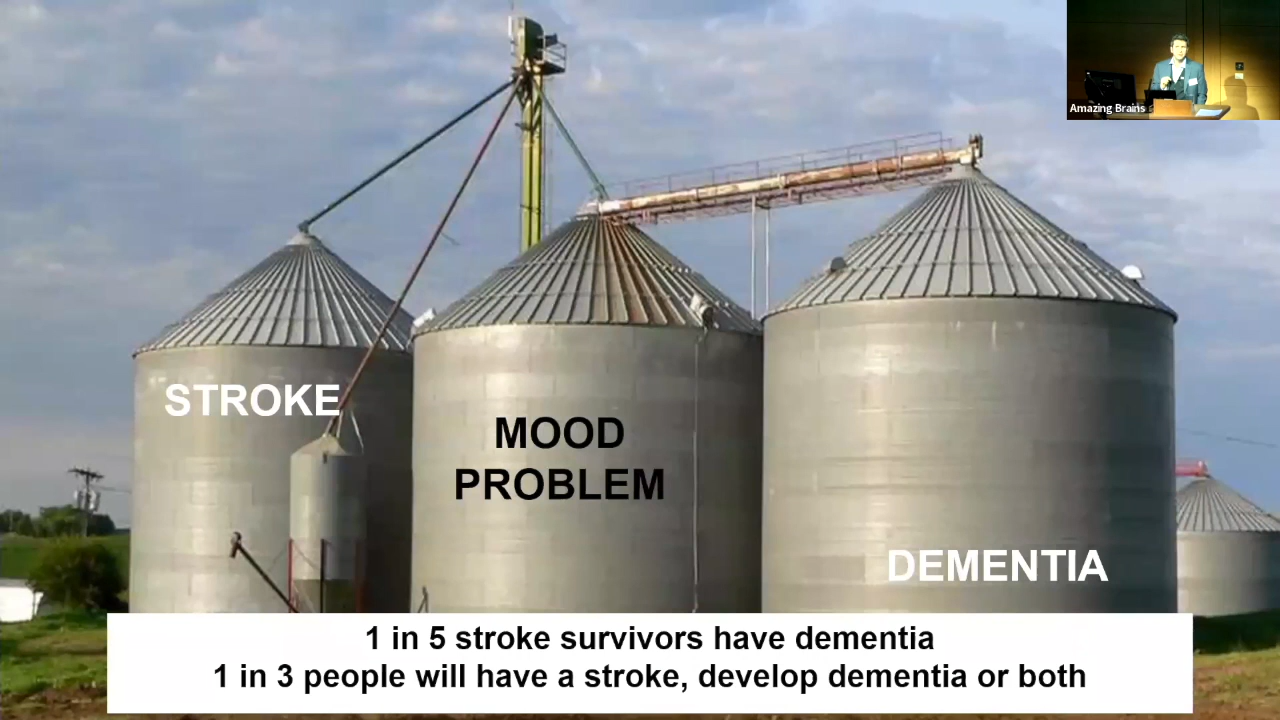 Amazing Brains
STROKE
MOOD
PROBLEM
DEMENTIA
1 in 5 stroke survivors have dementia
1 in 3 people will have a stroke, develop dementia or both